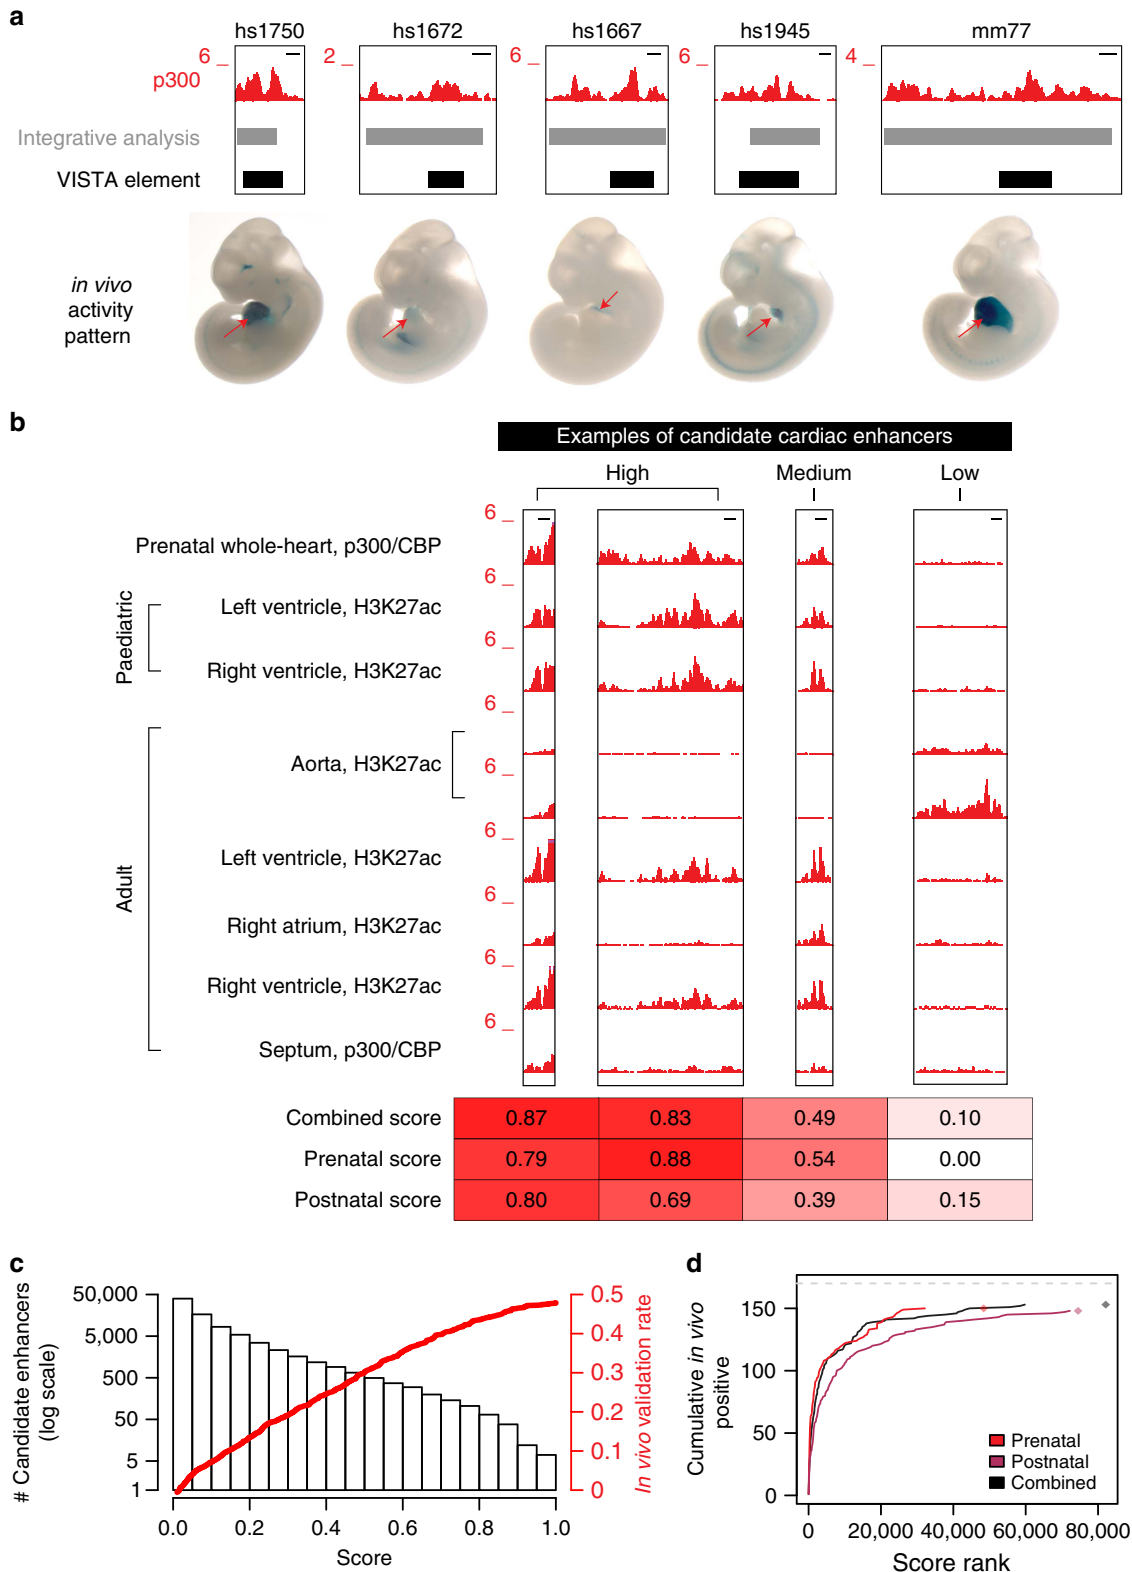 a
hs1750 hs1672 hs1667 hs1945 mm77
6 2 6 6 4
p300
Integrative analysis
VISTA element
in vivo
activity
pattern
b
Examples of candidate cardiac enhancers
High Medium Low
6
Prenatal whole-heart, p300/CBP
6
Paediatric
Left ventricle, H3K27ac
6
Right ventricle, H3K27ac
6
Adult
Aorta, H3K27ac
6
6
Left ventricle, H3K27ac
6
Right atrium, H3K27ac
6
Right ventricle, H3K27ac
6
Septum, p300/CBP
Combined score 0.87 0.83 0.49 0.10
Prenatal score 0.79 0.88 0.54 0.00
Postnatal score 0.80 0.69 0.39 0.15
c
# Candidate enhancers
(log scale)
50,000
5,000
500
50
5
1
0.5
0.4
0.3
0.2
0.1
0
In vivo validation rate
0.0 0.2 0.4 0.6 0.8 1.0
Score
d
Cumulative in vivo
positive
150
100
50
0
Prenatal
Postnatal
Combined
0 20,000 40,000 60,000 80,000
Score rank